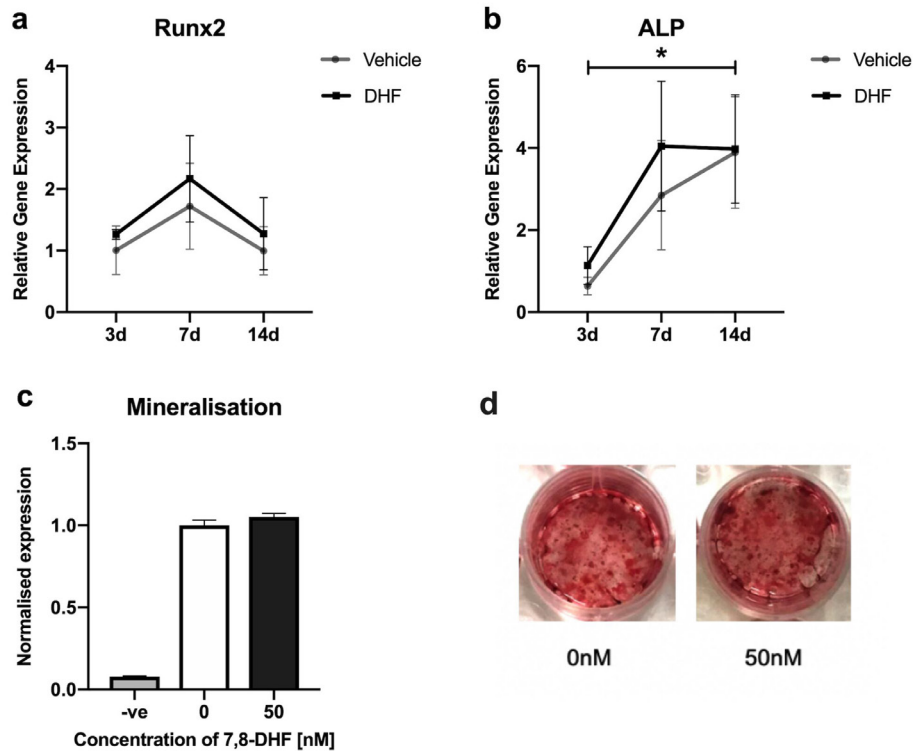 a
Runx2
Relative Gene Expression
4
3
2
1
0
3d 7d 14d
Vehicle
DHF
b
ALP
*
Relative Gene Expression
6
4
2
0
3d 7d 14d
Vehicle
DHF
c
Mineralisation
Normalised expression
1.5
1.0
0.5
0.0
-ve 0 50
Concentration of 7,8-DHF [nM]
d
0nM 50nM